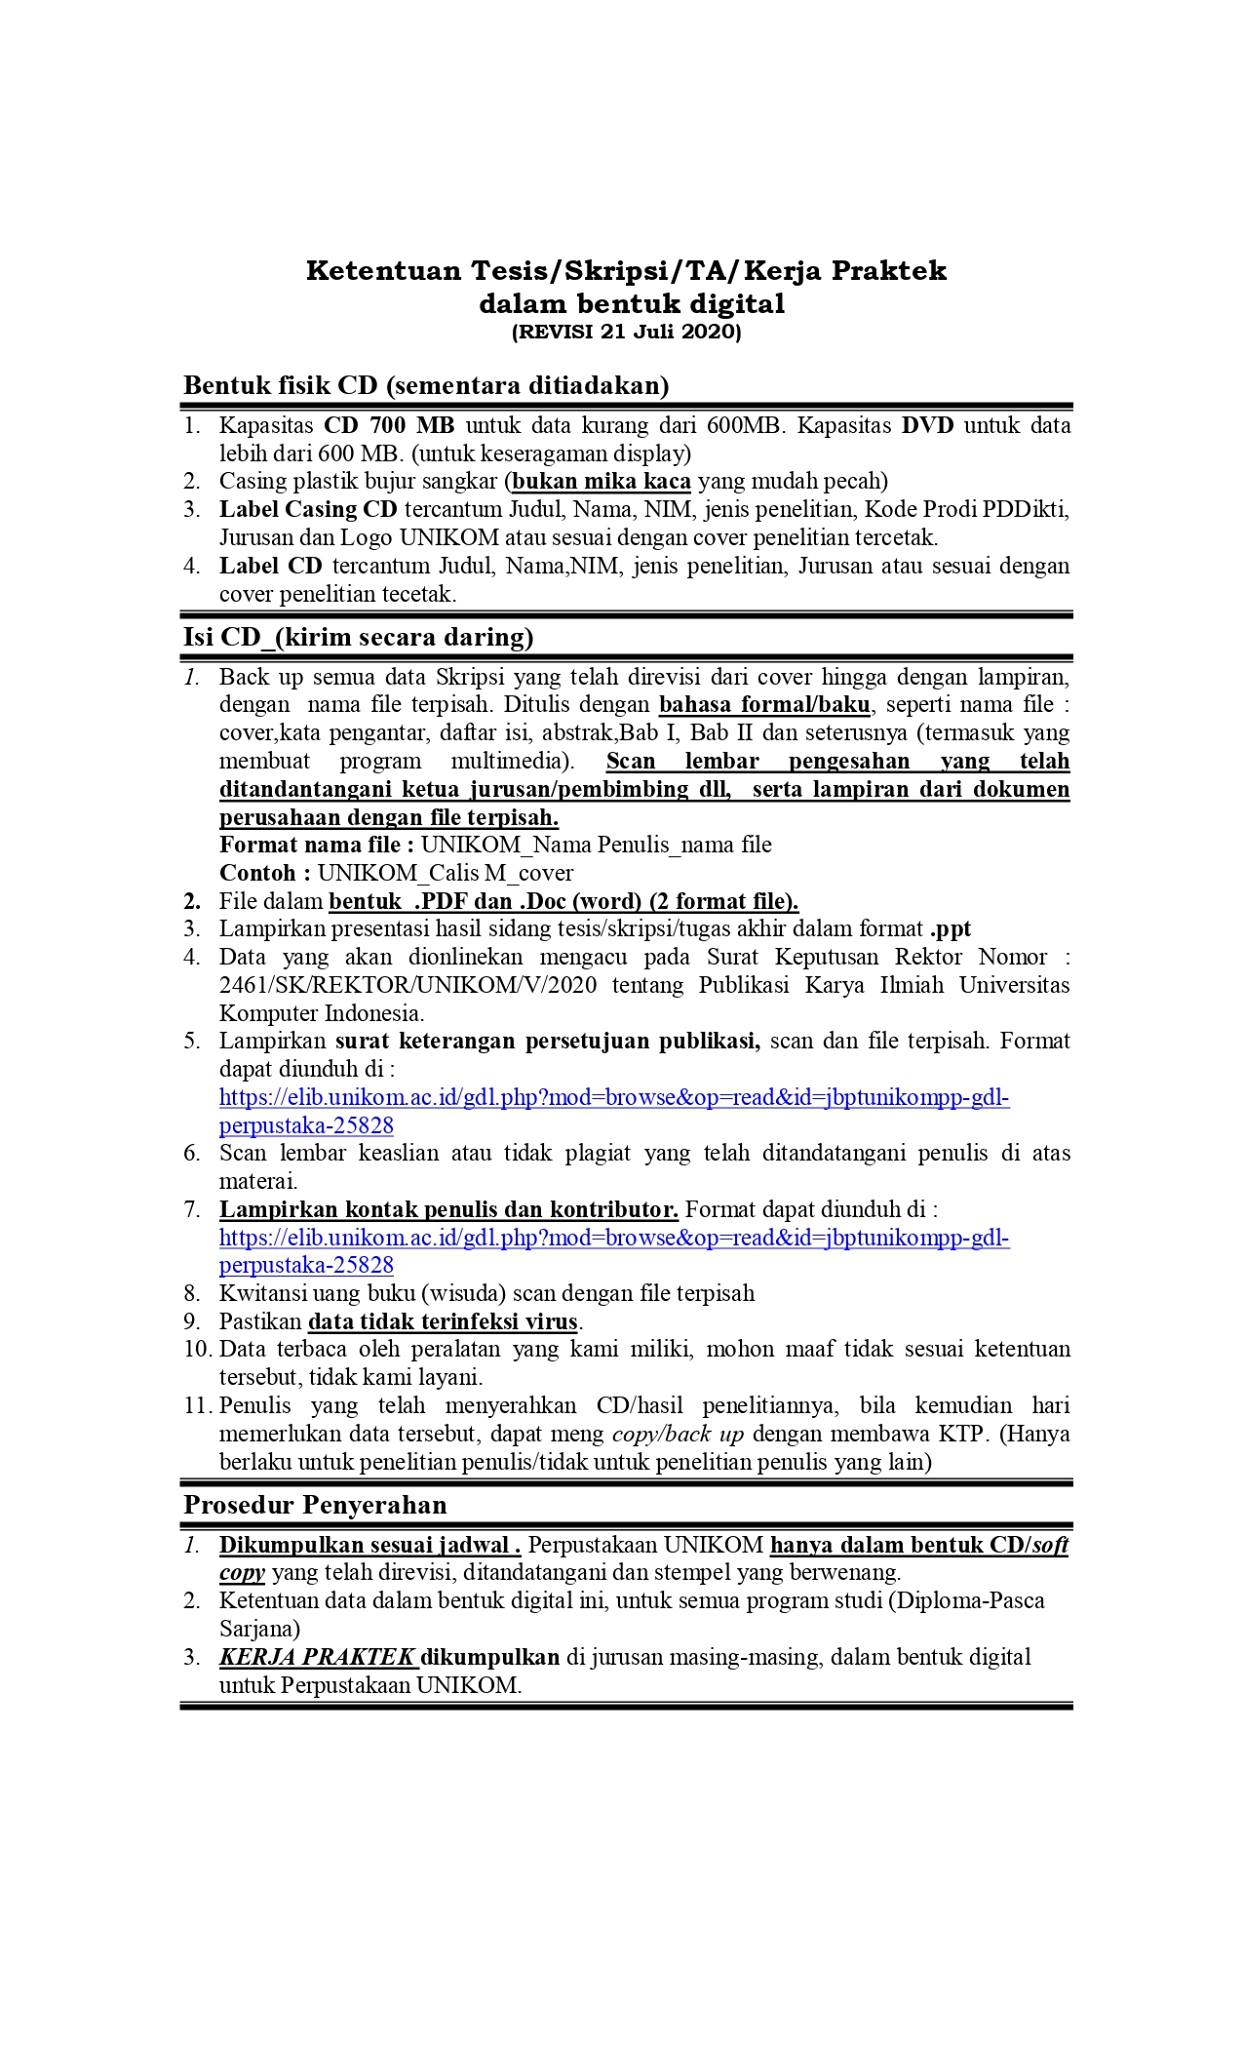 Ketentuan Tesis/Skripsi/TA/Kerja Praktek
dalam bentuk digital
(REVISI 21 Juli 2020)
Bentuk fisik CD (sementara ditiadakan)
1. Kapasitas CD 700 MB untuk data kurang dari 600MB. Kapasitas DVD untuk data
lebih dari 600 MB. (untuk keseragaman display)
2. Casing plastik bujur sangkar (bukan mika kaca yang mudah pecah)
3. Label Casing CD tercantum Judul, Nama, NIM, jenis penelitian, Kode Prodi PDDikti,
Jurusan dan Logo UNIKOM atau sesuai dengan cover penelitian tercetak.
4. Label CD tercantum Judul, Nama,NIM, jenis penelitian, Jurusan atau sesuai dengan
cover penelitian tecetak.
Isi CD_(kirim secara daring)
1. Back up semua data Skripsi yang telah direvisi dari cover hingga dengan lampiran,
dengan nama file terpisah. Ditulis dengan bahasa formal/baku, seperti nama file :
cover,kata pengantar, daftar isi, abstrak,Bab I, Bab II dan seterusnya (termasuk yang
membuat program multimedia). Scan lembar pengesahan yang telah
ditandantangani ketua jurusan/pembimbing dll, serta lampiran dari dokumen
perusahaan dengan file terpisah.
Format nama file : UNIKOM_Nama Penulis_nama file
Contoh : UNIKOM_Calis M_cover
2. File dalam bentuk .PDF dan .Doc (word) (2 format file).
3. Lampirkan presentasi hasil sidang tesis/skripsi/tugas akhir dalam format .ppt
4. Data yang akan dionlinekan mengacu pada Surat Keputusan Rektor Nomor :
2461/SK/REKTOR/UNIKOM/V/2020 tentang Publikasi Karya Ilmiah Universitas
Komputer Indonesia.
5. Lampirkan surat keterangan persetujuan publikasi, scan dan file terpisah. Format
dapat diunduh di :
https://elib.unikom.ac.id/gdl.php?mod=browse&op=read&id=jbptunikompp-gdl-
perpustaka-25828
6. Scan lembar keaslian atau tidak plagiat yang telah ditandatangani penulis di atas
materai.
7. Lampirkan kontak penulis dan kontributor. Format dapat diunduh di :
https://elib.unikom.ac.id/gdl.php?mod=browse&op=read&id=jbptunikompp-gdl-
perpustaka-25828
8. Kwitansi uang buku (wisuda) scan dengan file terpisah
9. Pastikan data tidak terinfeksi virus.
10. Data terbaca oleh peralatan yang kami miliki, mohon maaf tidak sesuai ketentuan
tersebut, tidak kami layani.
11. Penulis yang telah menyerahkan CD/hasil penelitiannya, bila kemudian hari
memerlukan data tersebut, dapat meng copy/back up dengan membawa KTP. (Hanya
berlaku untuk penelitian penulis/tidak untuk penelitian penulis yang lain)
Prosedur Penyerahan
1. Dikumpulkan sesuai jadwal . Perpustakaan UNIKOM hanya dalam bentuk CD/soft
copy yang telah direvisi, ditandatangani dan stempel yang berwenang.
2. Ketentuan data dalam bentuk digital ini, untuk semua program studi (Diploma-Pasca
Sarjana)
3. KERJA PRAKTEK dikumpulkan di jurusan masing-masing, dalam bentuk digital
untuk Perpustakaan UNIKOM.